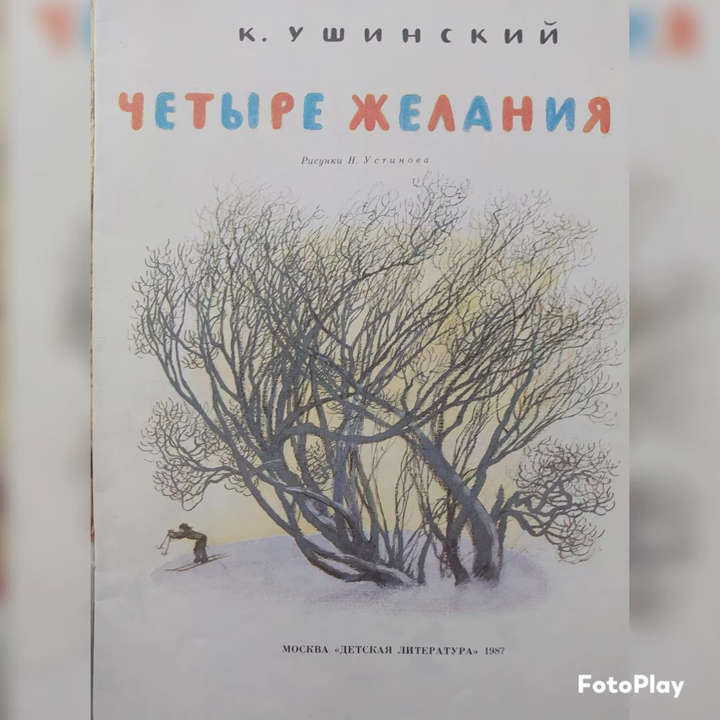 К. УШИНСКИЙ
ЧЕТЫРЕ ЖЕЛАНИЯ
Рисунки Н. Устинова
МОСКВА «ДЕТСКАЯ ЛИТЕРАТУРА» 1987
FotoPlay